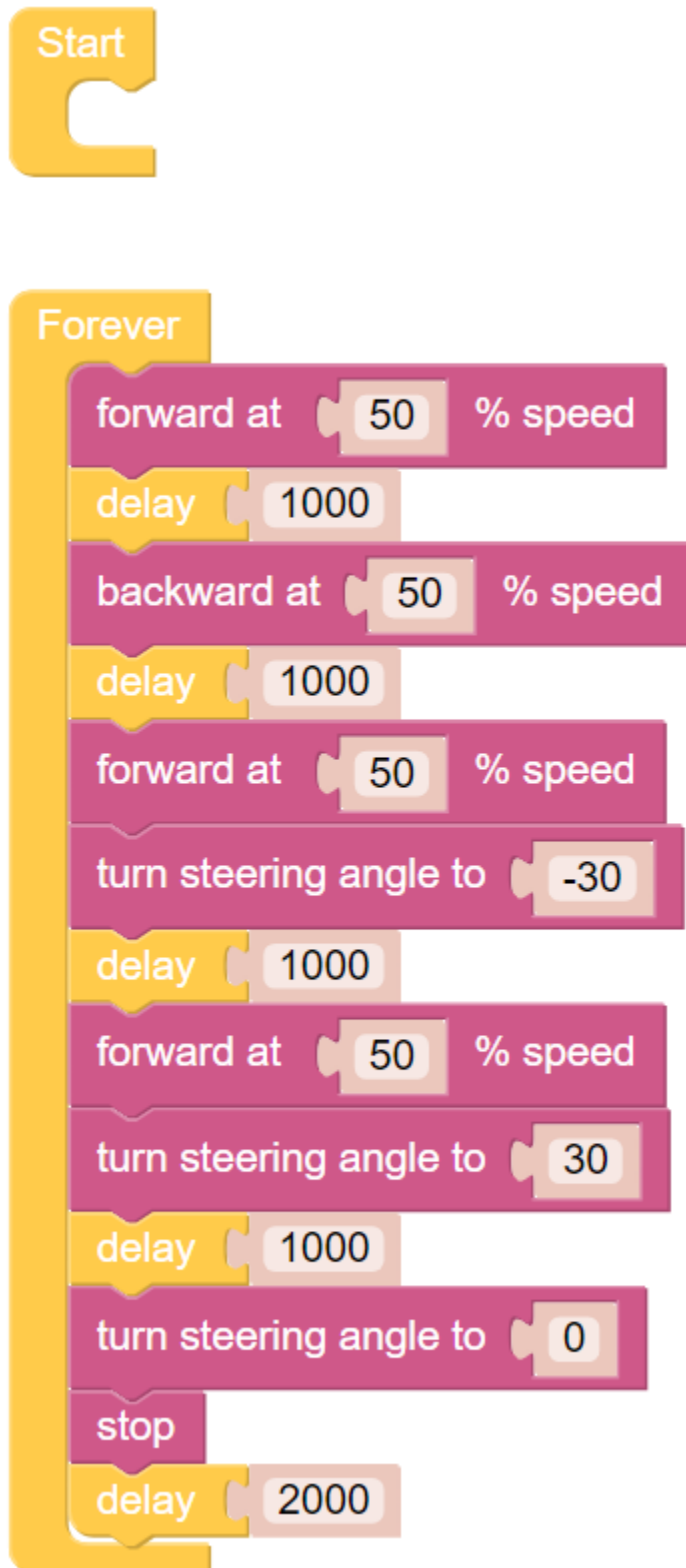 Start
Forever
forward at 50 % speed
delay 1000
backward at 50 % speed
delay 1000
forward at 50 % speed
turn steering angle to -30
delay 1000
forward at 50 % speed
turn steering angle to 30
delay 1000
turn steering angle to 0
stop
delay 2000